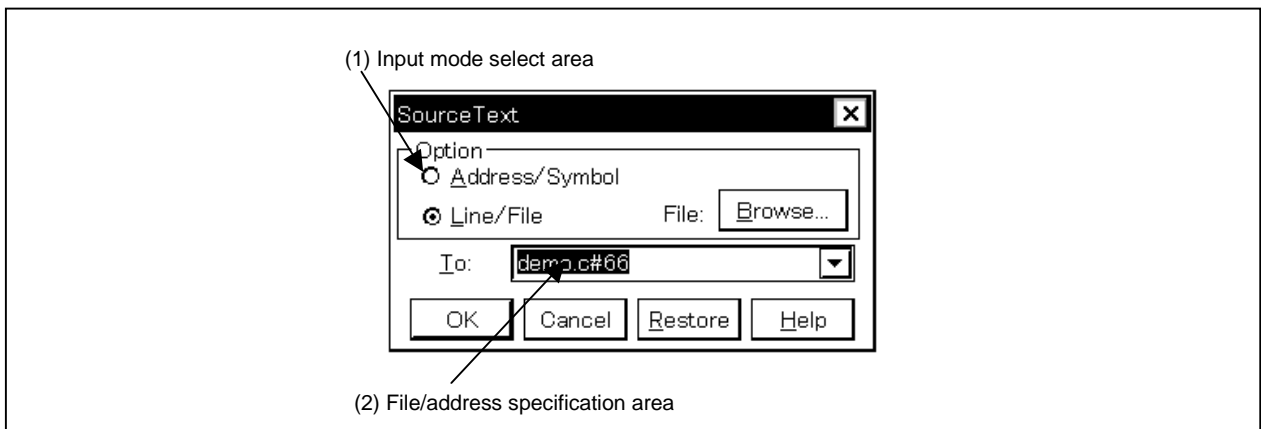 (1) Input mode select area
SourceText
Option
Address/Symbol
Line/File File: Browse...
To: demo.c#66
OK Cancel Restore Help
(2) File/address specification area